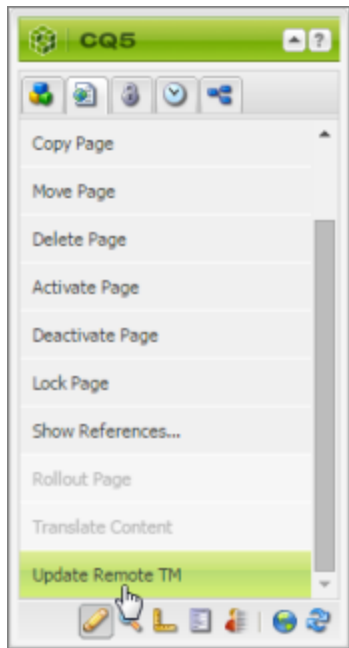 CQ5
?
Copy Page
Move Page
Delete Page
Activate Page
Deactivate Page
Lock Page
Show References...
Rollout Page
Translate Content
Update Remote TM